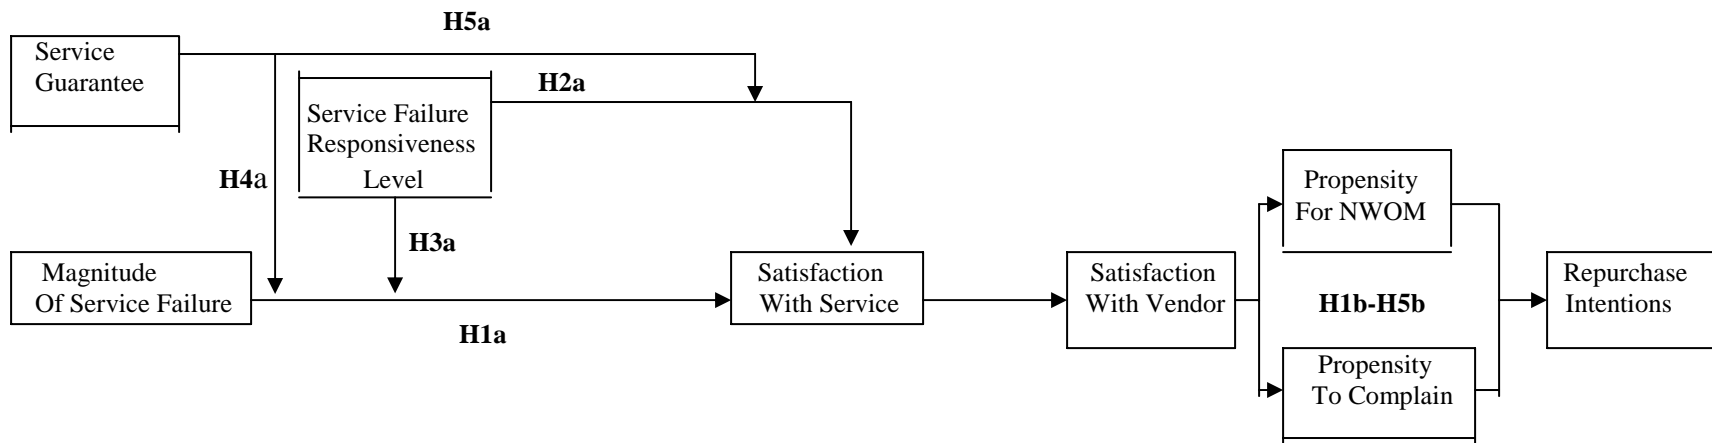 H5a
Service
Guarantee
H2a
Service Failure
Responsiveness
Level
H4a
H3a
Propensity
For NWOM
Magnitude
Of Service Failure
Satisfaction
With Service
Satisfaction
With Vendor
H1b-H5b
Repurchase
Intentions
H1a
Propensity
To Complain